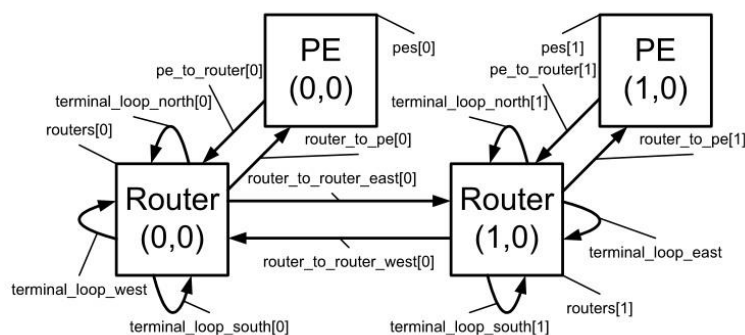 PE
(0,0)
pes[0]
PE
(1,0)
pes[1]
pe_to_router[0]
pe_to_router[1]
terminal_loop_north[0]
terminal_loop_north[1]
routers[0]
router_to_pe[0]
router_to_pe[1]
Router
(0,0)
router_to_router_east[0]
Router
(1,0)
router_to_router_west[0]
terminal_loop_east
terminal_loop_west
routers[1]
terminal_loop_south[0]
terminal_loop_south[1]